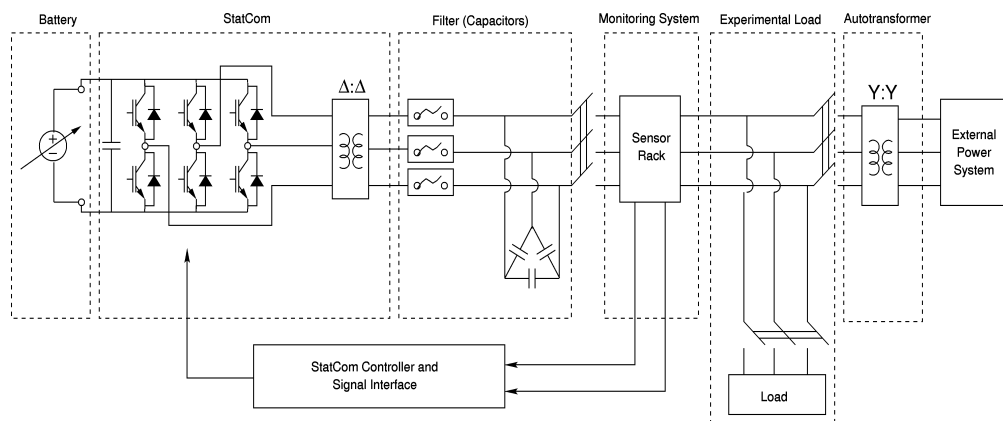 Battery
StatCom
Filter (Capacitors)
Monitoring System
Experimental Load
Autotransformer
Δ:Δ
Y:Y
Sensor
Rack
External
Power
System
StatCom Controller and
Signal Interface
Load